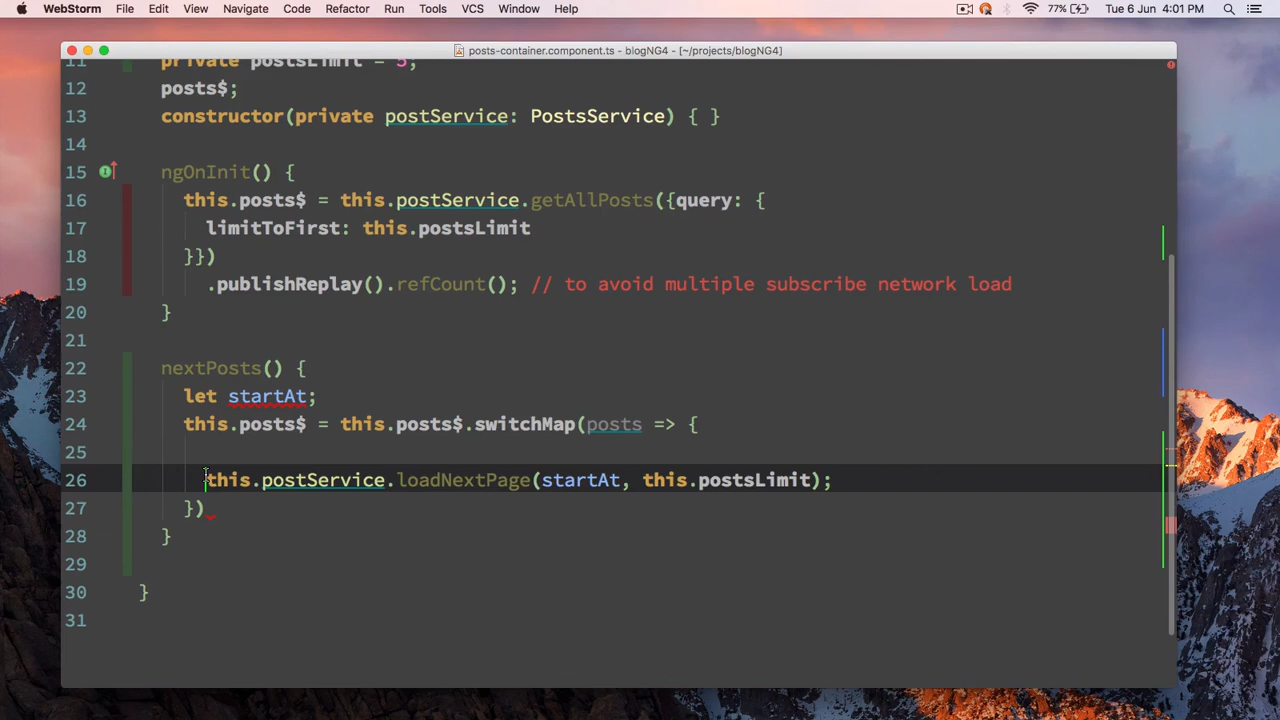 WebStorm File Edit View Navigate Code Refactor Run Tools VCS Window Help 77% Tue 6 Jun 4:01 PM
posts-container.component.ts - blogNG4 - [~/projects/blogNG4]
11 private postsLimit = 5;
12 posts$;
13 constructor(private postService: PostsService) { }
14
15 ngOnInit() {
16 this.posts$ = this.postService.getAllPosts({query: {
17 limitToFirst: this.postsLimit
18 }})
19 .publishReplay().refCount(); // to avoid multiple subscribe network load
20 }
21
22 nextPosts() {
23 let startAt;
24 this.posts$ = this.posts$.switchMap(posts => {
25
26 this.postService.loadNextPage(startAt, this.postsLimit);
27 })
28 }
29
30 }
31